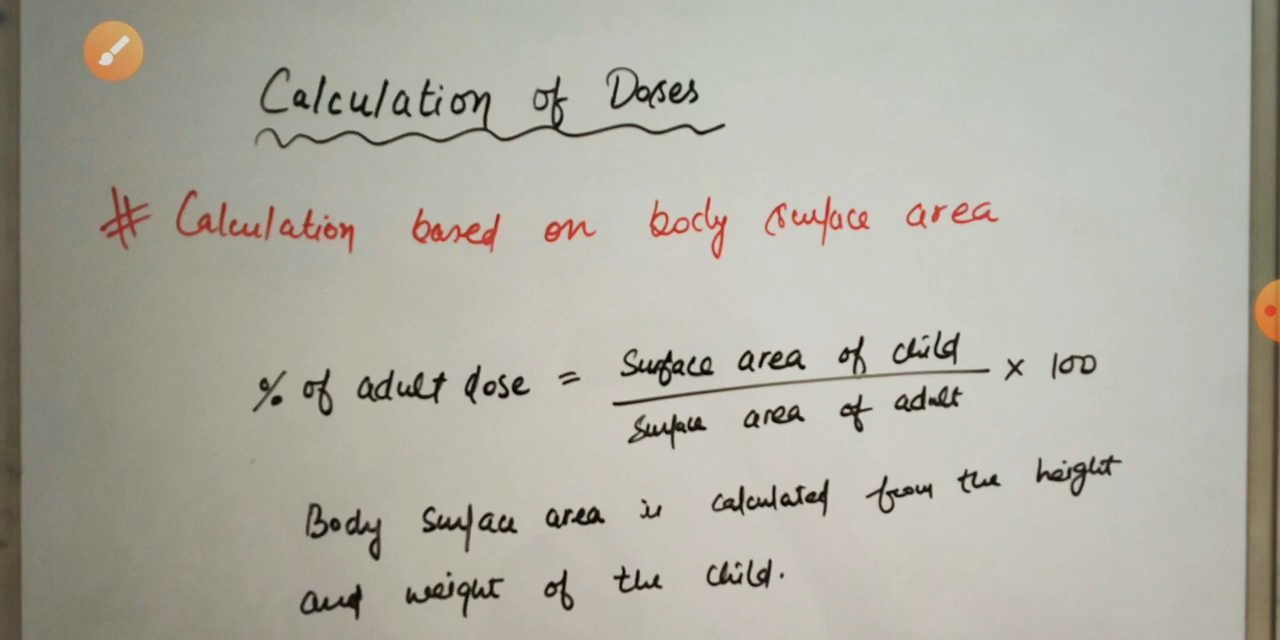 Calculation of Doses
# Calculation based on body surface area
% of adult dose = Surface area of child / Surface area of adult × 100
Body surface area is calculated from the height
and weight of the child.